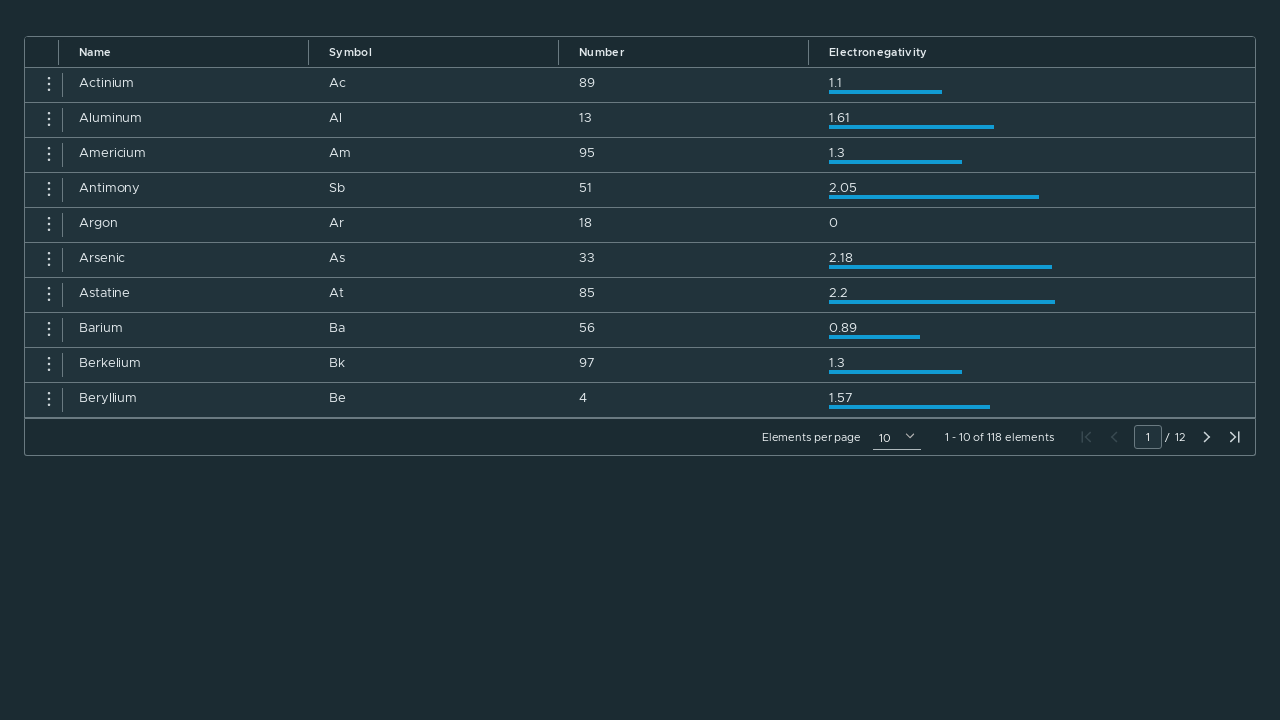 Name Symbol Number Electronegativity
Actinium Ac 89 1.1
Aluminum Al 13 1.61
Americium Am 95 1.3
Antimony Sb 51 2.05
Argon Ar 18 0
Arsenic As 33 2.18
Astatine At 85 2.2
Barium Ba 56 0.89
Berkelium Bk 97 1.3
Beryllium Be 4 1.57
Elements per page 10 1 - 10 of 118 elements 1 / 12